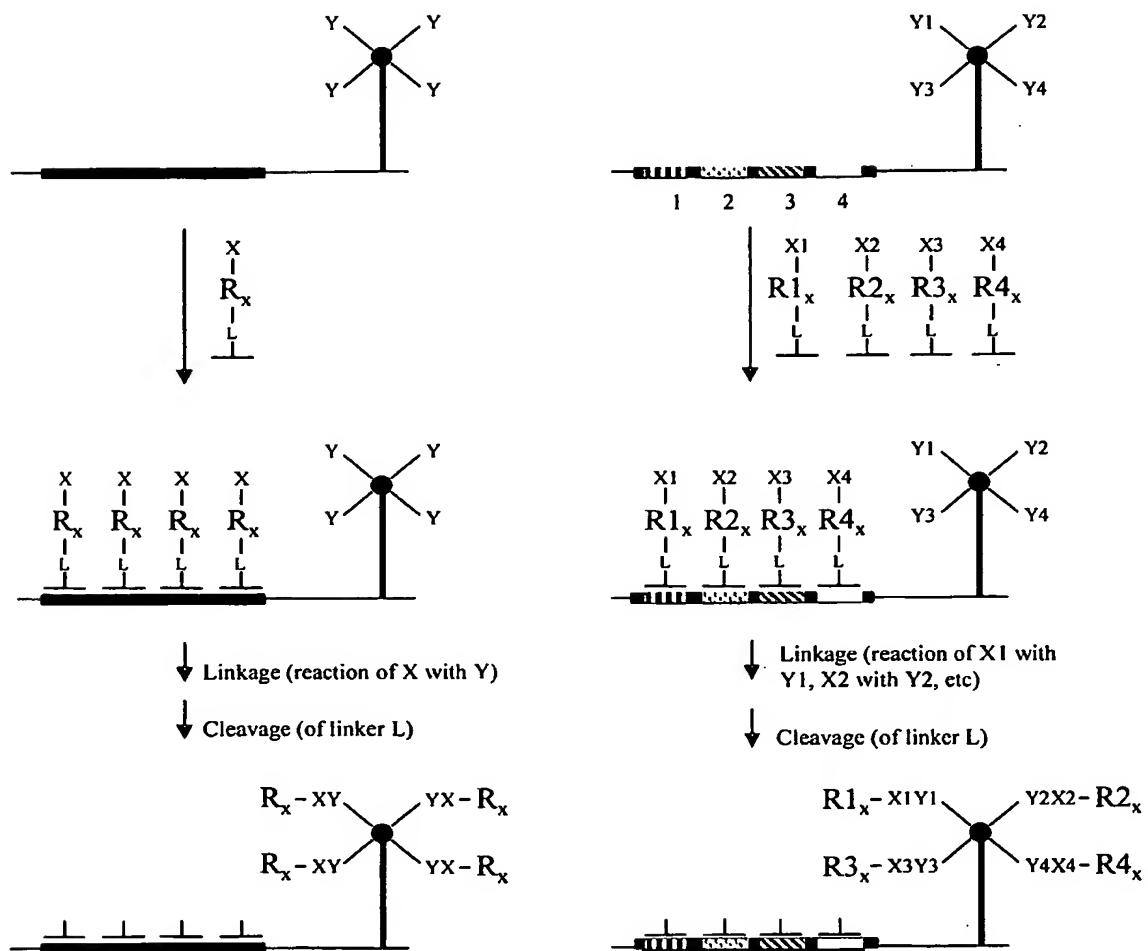 Y Y
Y Y
X
R_x
L
X X X X
R_x R_x R_x R_x
L L L L
Y Y
Y Y
Linkage (reaction of X with Y)
Cleavage (of linker L)
R_x – XY YX – R_x
R_x – XY YX – R_x
Y1 Y2
Y3 Y4
1 2 3 4
X1 X2 X3 X4
R1_x R2_x R3_x R4_x
L L L L
X1 X2 X3 X4
R1_x R2_x R3_x R4_x
L L L L
Y1 Y2
Y3 Y4
Linkage (reaction of X1 with
Y1, X2 with Y2, etc)
Cleavage (of linker L)
R1_x – X1Y1 Y2X2 – R2_x
R3_x – X3Y3 Y4X4 – R4_x